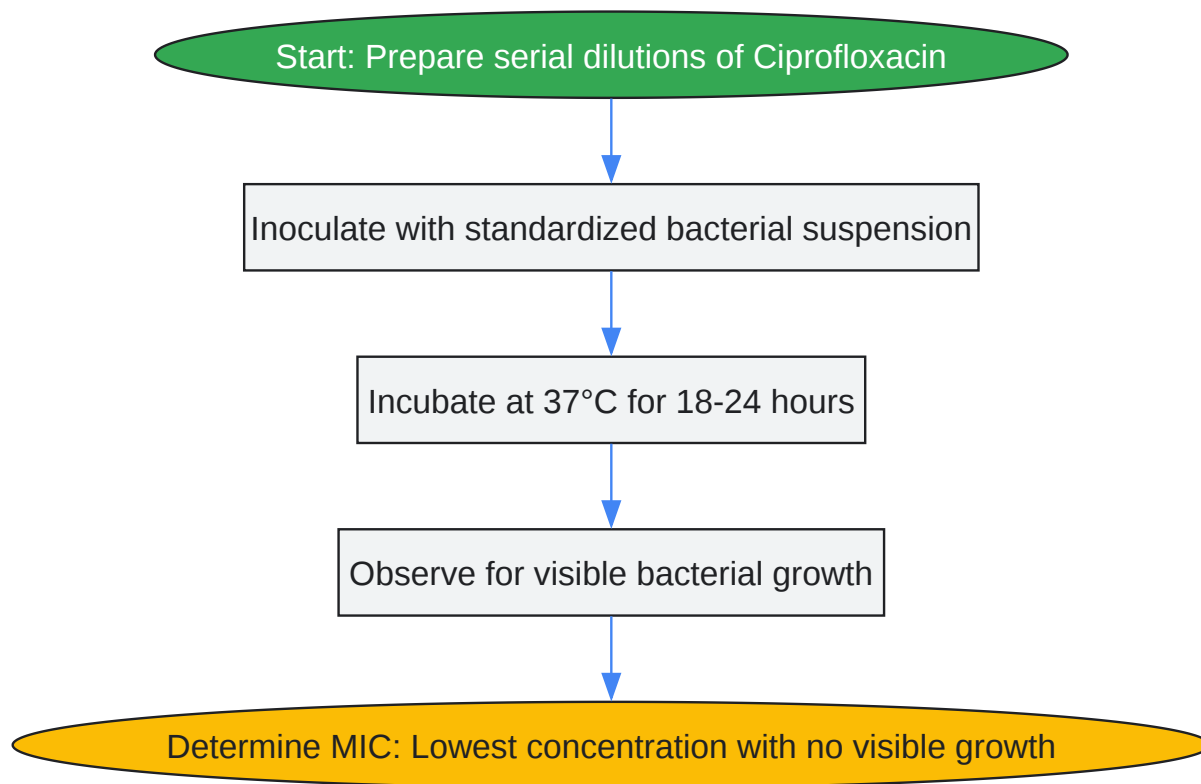 Start: Prepare serial dilutions of Ciprofloxacin
Inoculate with standardized bacterial suspension
Incubate at 37°C for 18-24 hours
Observe for visible bacterial growth
Determine MIC: Lowest concentration with no visible growth